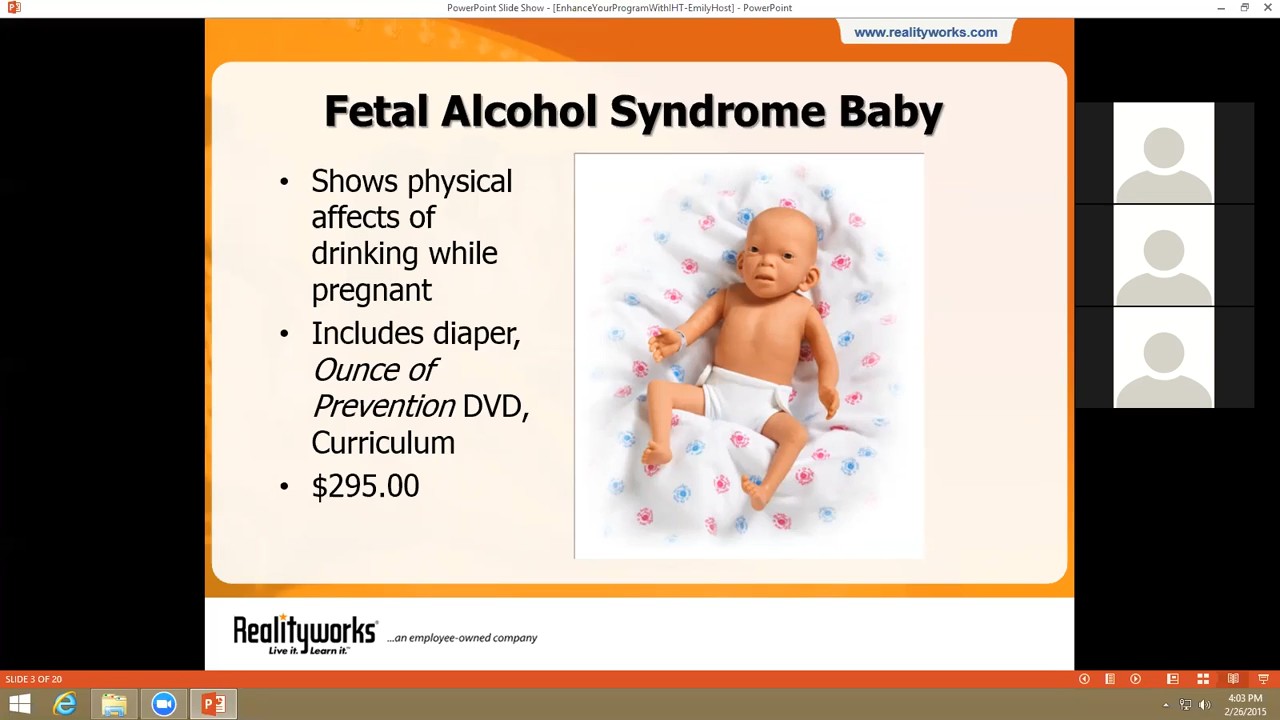 PowerPoint Slide Show - [EnhanceYourProgramWithIHT-EmilyHost] - PowerPoint
www.realityworks.com
Fetal Alcohol Syndrome Baby
• Shows physical
affects of
drinking while
pregnant
• Includes diaper,
Ounce of
Prevention DVD,
Curriculum
• $295.00
Realityworks®
Live it. Learn it.™
...an employee-owned company
SLIDE 3 OF 20
4:03 PM
2/26/2015